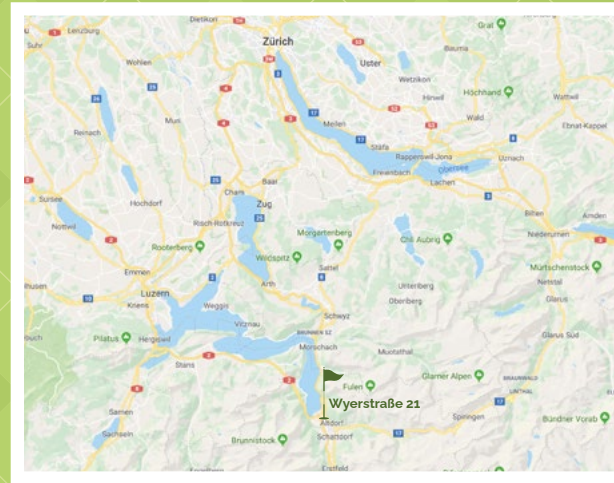 Dietikon
Graf
Lenzburg
Zürich
Suhr
Bauma
Uster
Wohlen
Wetzikon
Höchhand
Wattwil
Hinwil
Muri
Meilen
Wald
Reinach
Ebnat-Kappel
Stäfa
Rapperswil-Jona
Uznach
Obersee
Freienbach
Lachen
Baar
Cham
Zug
Sursee
Hochdorf
Bilten
Amden
Nottwil
Risch-Rotkreuz
Morgartenberg
Niederurnen
Rooterberg
Chli Aubrig
Wildspitz
Sattel
Mürtschenstock
Emmen
Arth
Unteriberg
Netstal
Luzern
Oberiberg
Glarus
Kriens
Weggis
Schwyz
Vitznau
BRUNNEN SZ
Pilatus
Hergiswil
Glarus Süd
Morschach
Muotathal
Stans
Glarner Alpen
BRAUNWALD
Fulen
LINTHAL
Wyerstraße 21
Sarnen
Altdorf
Spiringen
Bündner Vorab
Schattdorf
Sachseln
Brunnistock
Erstfeld